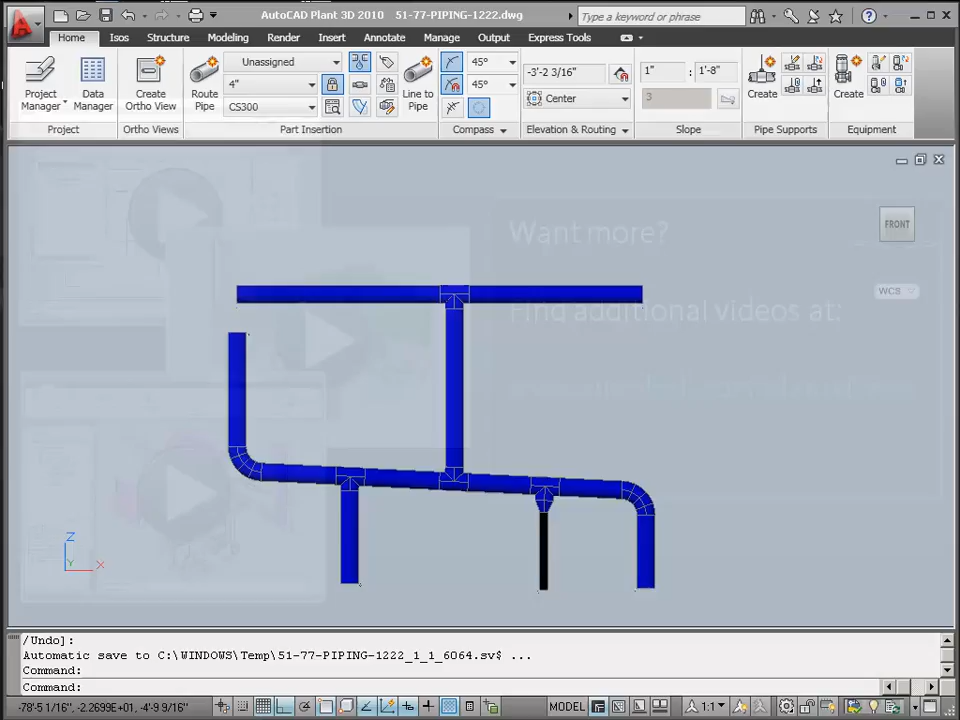 AutoCAD Plant 3D 2010 51-77-PIPING-1222.dwg
Type a keyword or phrase
Home Isos Structure Modeling Render Insert Annotate Manage Output Express Tools
Project Manager
Data Manager
Create Ortho View
Route Pipe
Unassigned
4"
CS300
Line to Pipe
45°
45°
-3'-2 3/16"
Center
1" : 1'-8"
3
Create
Create
Project Ortho Views Part Insertion Compass Elevation & Routing Slope Pipe Supports Equipment
FRONT
Want more?
WCS
Find additional videos at:
Z
Y X
/Undo]:
Automatic save to C:\WINDOWS\Temp\51-77-PIPING-1222_1_1_6064.sv$ ...
Command:
Command:
-78'-5 1/16", -2.2699E+01, -4'-9 9/16" MODEL 1:1